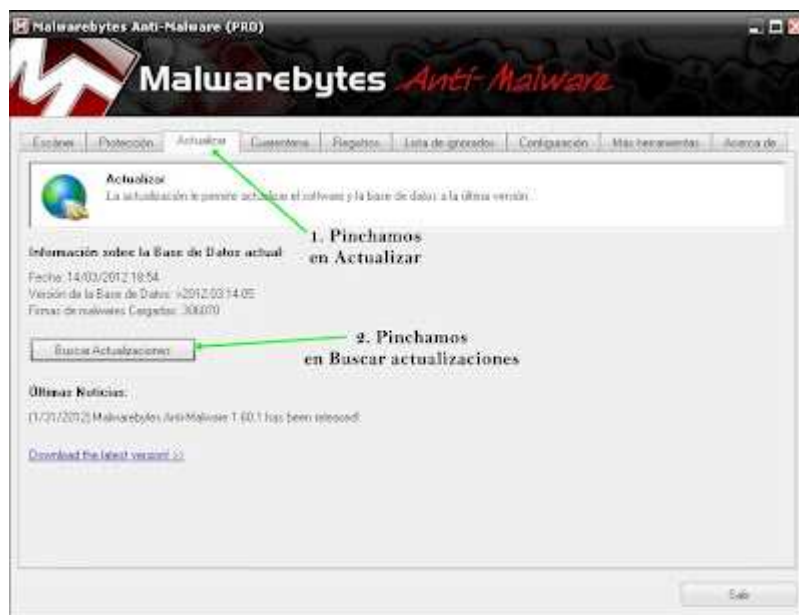 Malwarebytes Anti-Malware (PRO)
Malwarebytes Anti-Malware
Escáner Protección Actualizar Cuarentena Registros Lista de ignorados Configuración Más herramientas Acerca de
Actualizar
La actualización le permite actualizar el software y la base de datos a la última versión.
1. Pinchamos
en Actualizar
Información sobre la Base de Datos actual:
Fecha: 14/03/2012 18:54
Versión de la Base de Datos: v2012.03.14.05
Firmas de malwares Cargadas: 306070
2. Pinchamos
en Buscar actualizaciones
Buscar Actualizaciones
Últimas Noticias:
(1/31/2012) Malwarebytes Anti-Malware 1.60.1 has been released!
Download the latest version! >>
Salir